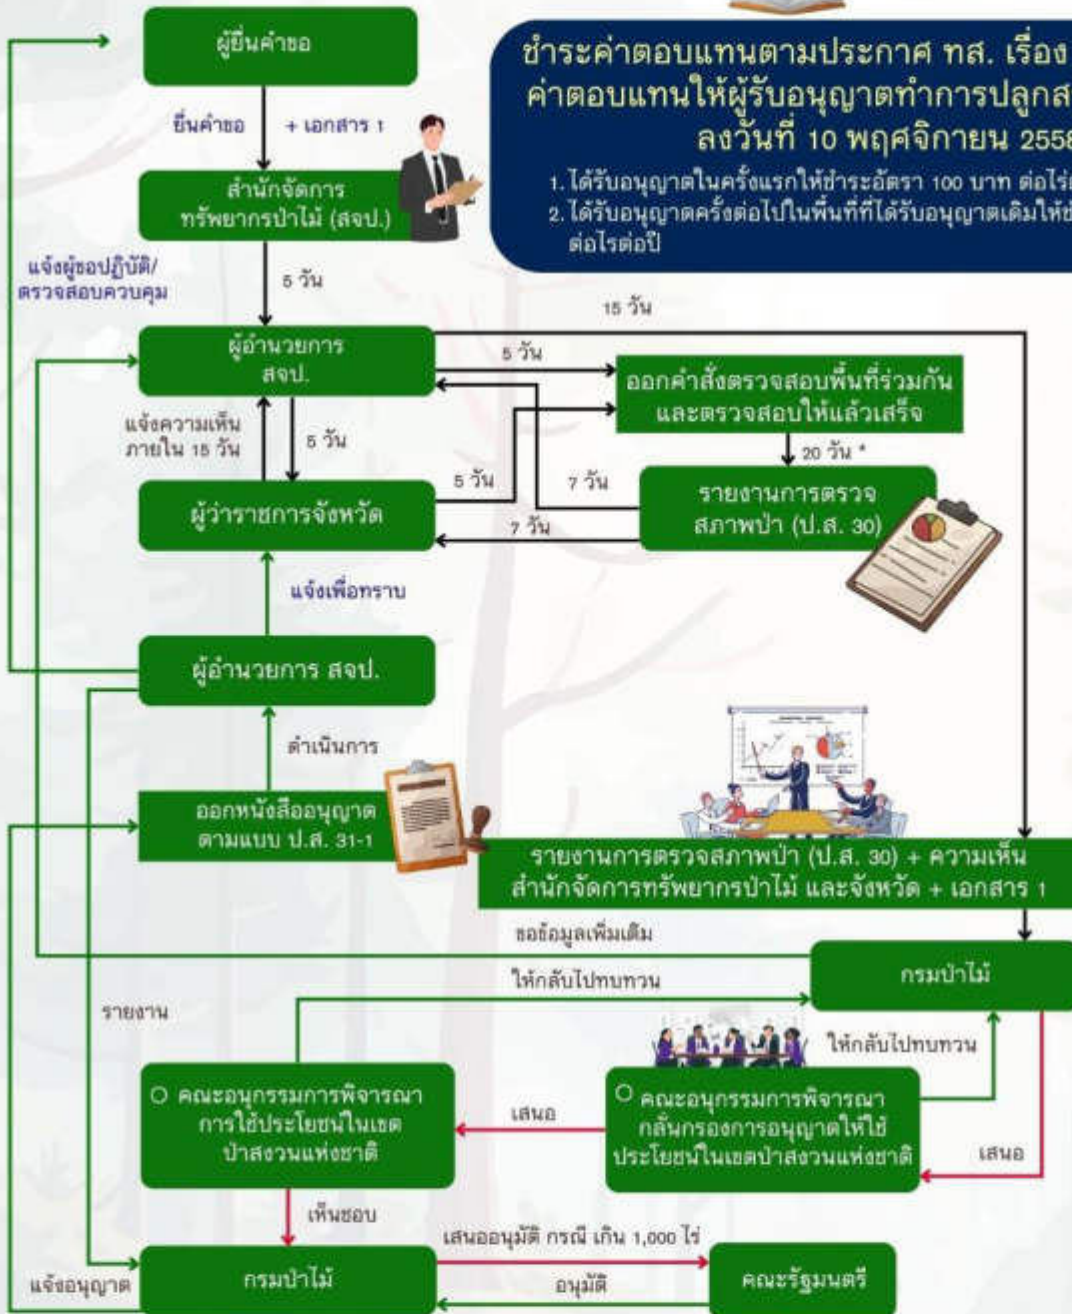 ผู้ยื่นคำขอ
ชำระค่าตอบแทนตามประกาศ ทส. เรื่อง
ค่าตอบแทนให้ผู้รับอนุญาตทำการปลูกส
ลงวันที่ 10 พฤศจิกายน 2558
1. ได้รับอนุญาตในครั้งแรกให้ชำระอัตรา 100 บาท ต่อไร่
2. ได้รับอนุญาตครั้งต่อไปในพื้นที่ที่ได้รับอนุญาตเดิมให้
ต่อไรต่อปี
ยื่นคำขอ
+ เอกสาร 1
สำนักจัดการ
ทรัพยากรป่าไม้ (สจป.)
แจ้งผู้ขอปฏิบัติ/
ตรวจสอบควบคุม
5 วัน
15 วัน
ผู้อำนวยการ
สจป.
5 วัน
ออกคำสั่งตรวจสอบพื้นที่ร่วมกัน
และตรวจสอบให้แล้วเสร็จ
แจ้งความเห็น
ภายใน 15 วัน
5 วัน
20 วัน *
5 วัน
7 วัน
ผู้ว่าราชการจังหวัด
รายงานการตรวจ
สภาพป่า (ป.ส. 30)
7 วัน
แจ้งเพื่อทราบ
ผู้อำนวยการ สจป.
ดำเนินการ
ออกหนังสืออนุญาต
ตามแบบ ป.ส. 31-1
รายงานการตรวจสภาพป่า (ป.ส. 30) + ความเห็น
สำนักจัดการทรัพยากรป่าไม้ และจังหวัด + เอกสาร 1
ขอข้อมูลเพิ่มเติม
กรมป่าไม้
ให้กลับไปทบทวน
รายงาน
ให้กลับไปทบทวน
คณะอนุกรรมการพิจารณา
การใช้ประโยชน์ในเขต
ป่าสงวนแห่งชาติ
เสนอ
คณะอนุกรรมการพิจารณา
กลั่นกรองการอนุญาตให้ใช้
ประโยชน์ในเขตป่าสงวนแห่งชาติ
เสนอ
เห็นชอบ
เสนออนุมัติ กรณี เกิน 1,000 ไร่
แจ้งอนุญาต
กรมป่าไม้
อนุมัติ
คณะรัฐมนตรี